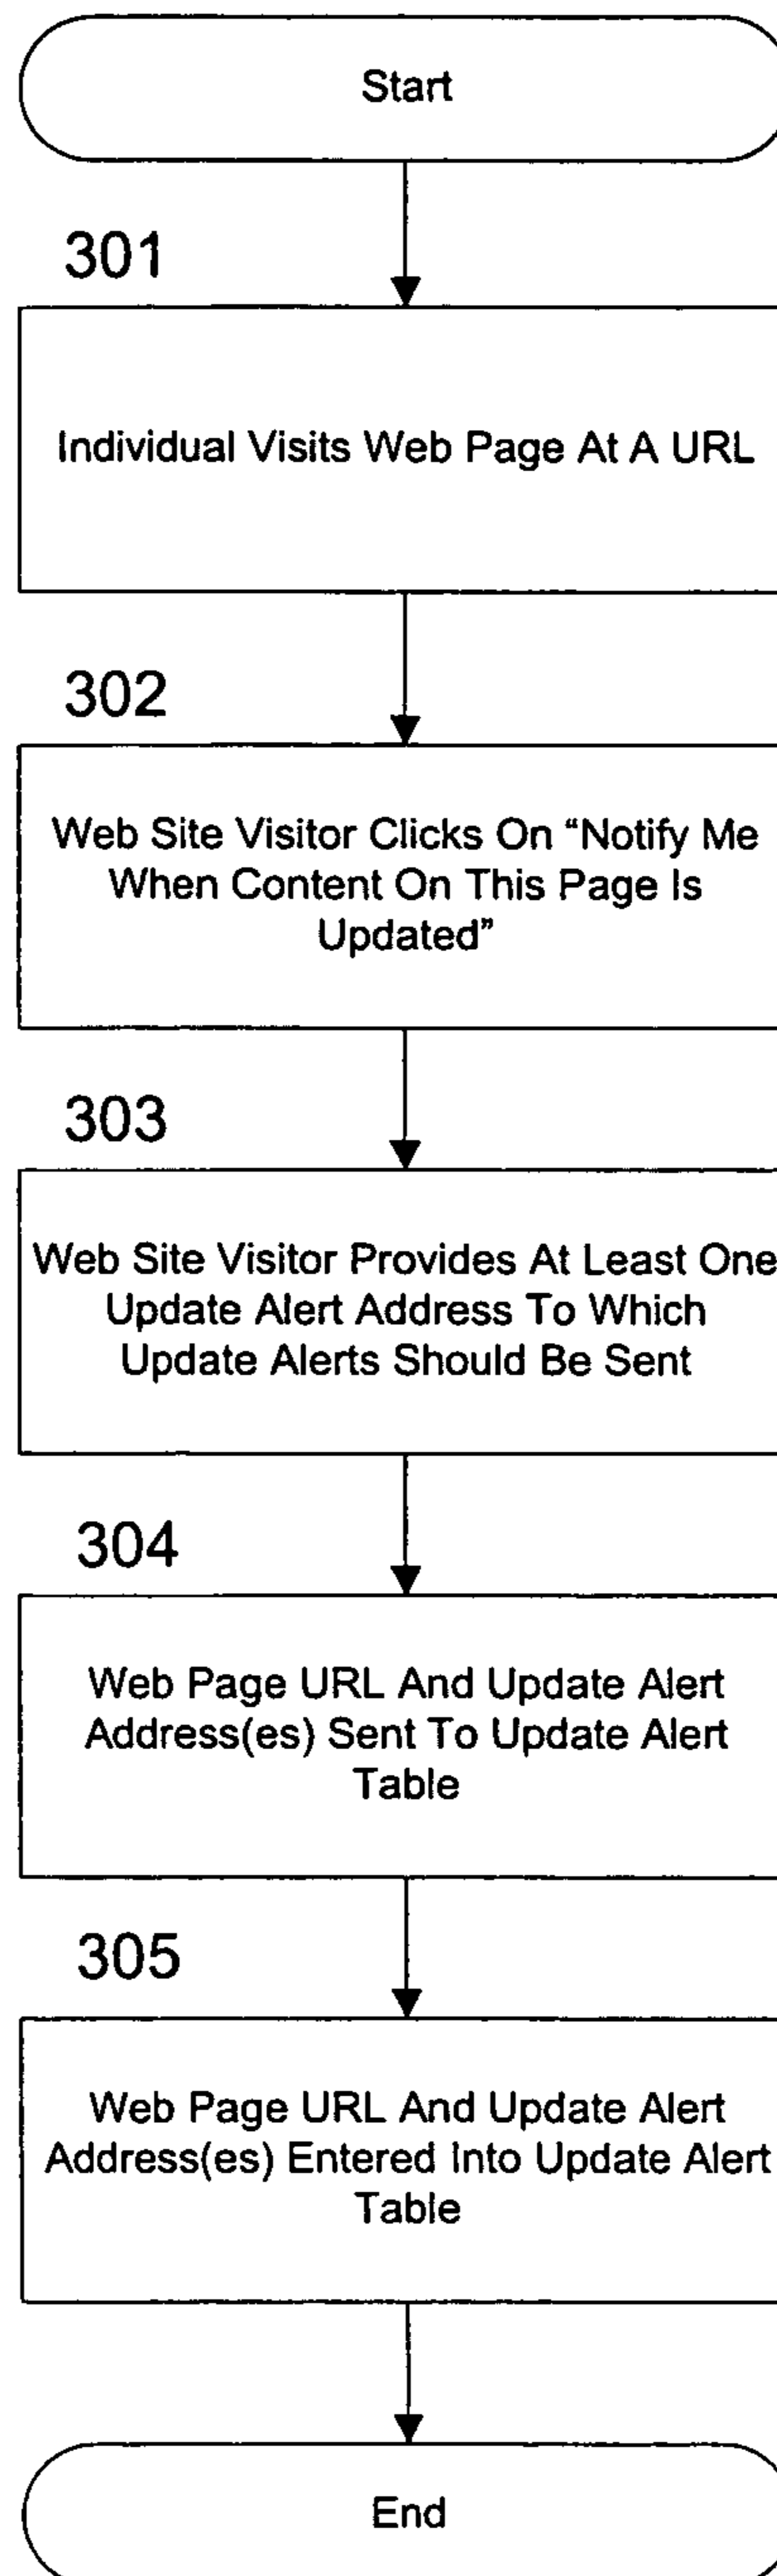 Start
301
Individual Visits Web Page At A URL
302
Web Site Visitor Clicks On “Notify Me
When Content On This Page Is
Updated”
303
Web Site Visitor Provides At Least One
Update Alert Address To Which
Update Alerts Should Be Sent
304
Web Page URL And Update Alert
Address(es) Sent To Update Alert
Table
305
Web Page URL And Update Alert
Address(es) Entered Into Update Alert
Table
End